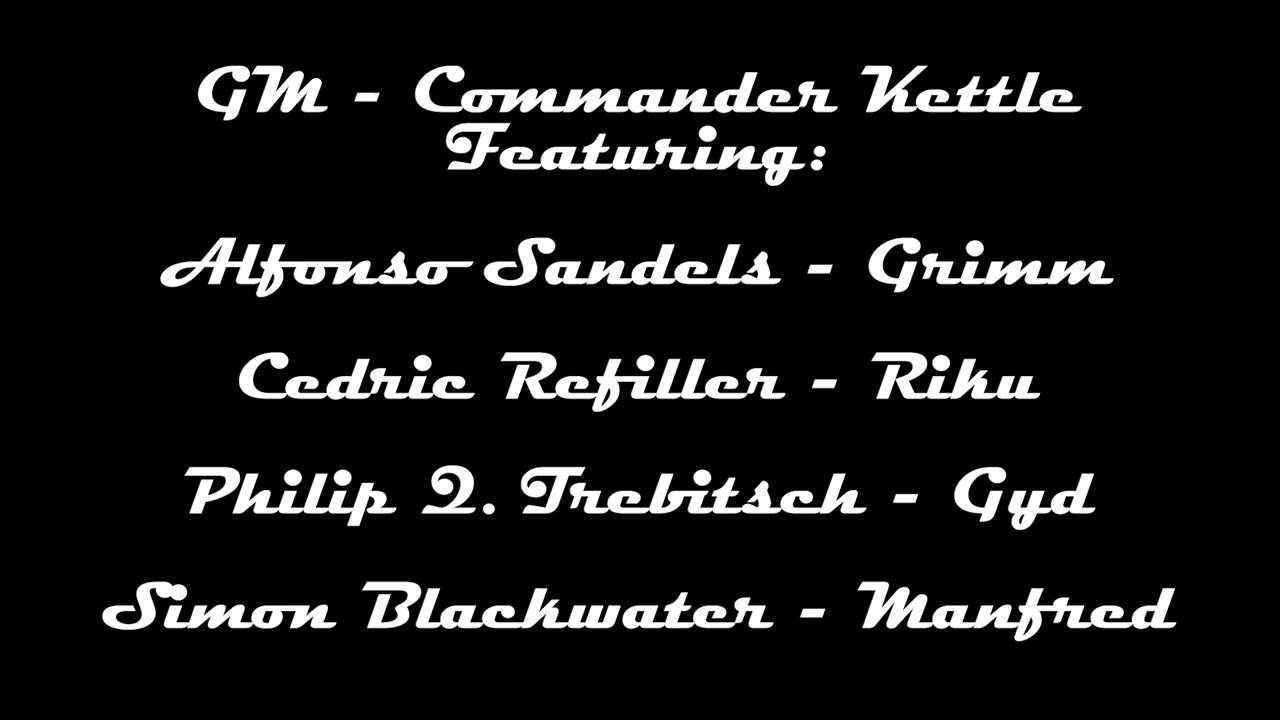 GM - Commander Kettle
Featuring:
Alfonso Sandels - Grimm
Cedric Refiller - Riku
Philip Q. Trebitsch - Gyd
Simon Blackwater - Manfred